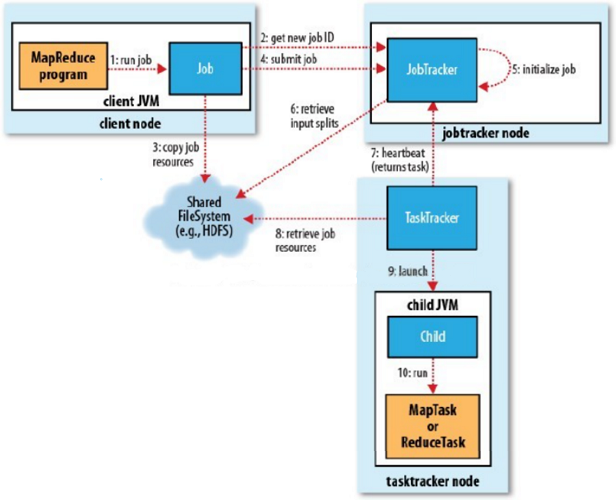 MapReduce
program
1: run job
Job
client JVM
client node
2: get new job ID
4: submit job
JobTracker
5: initialize job
jobtracker node
3: copy job
resources
6: retrieve
input splits
7: heartbeat
(returns task)
Shared
FileSystem
(e.g., HDFS)
8: retrieve job
resources
TaskTracker
9: launch
child JVM
Child
10: run
MapTask
or
ReduceTask
tasktracker node